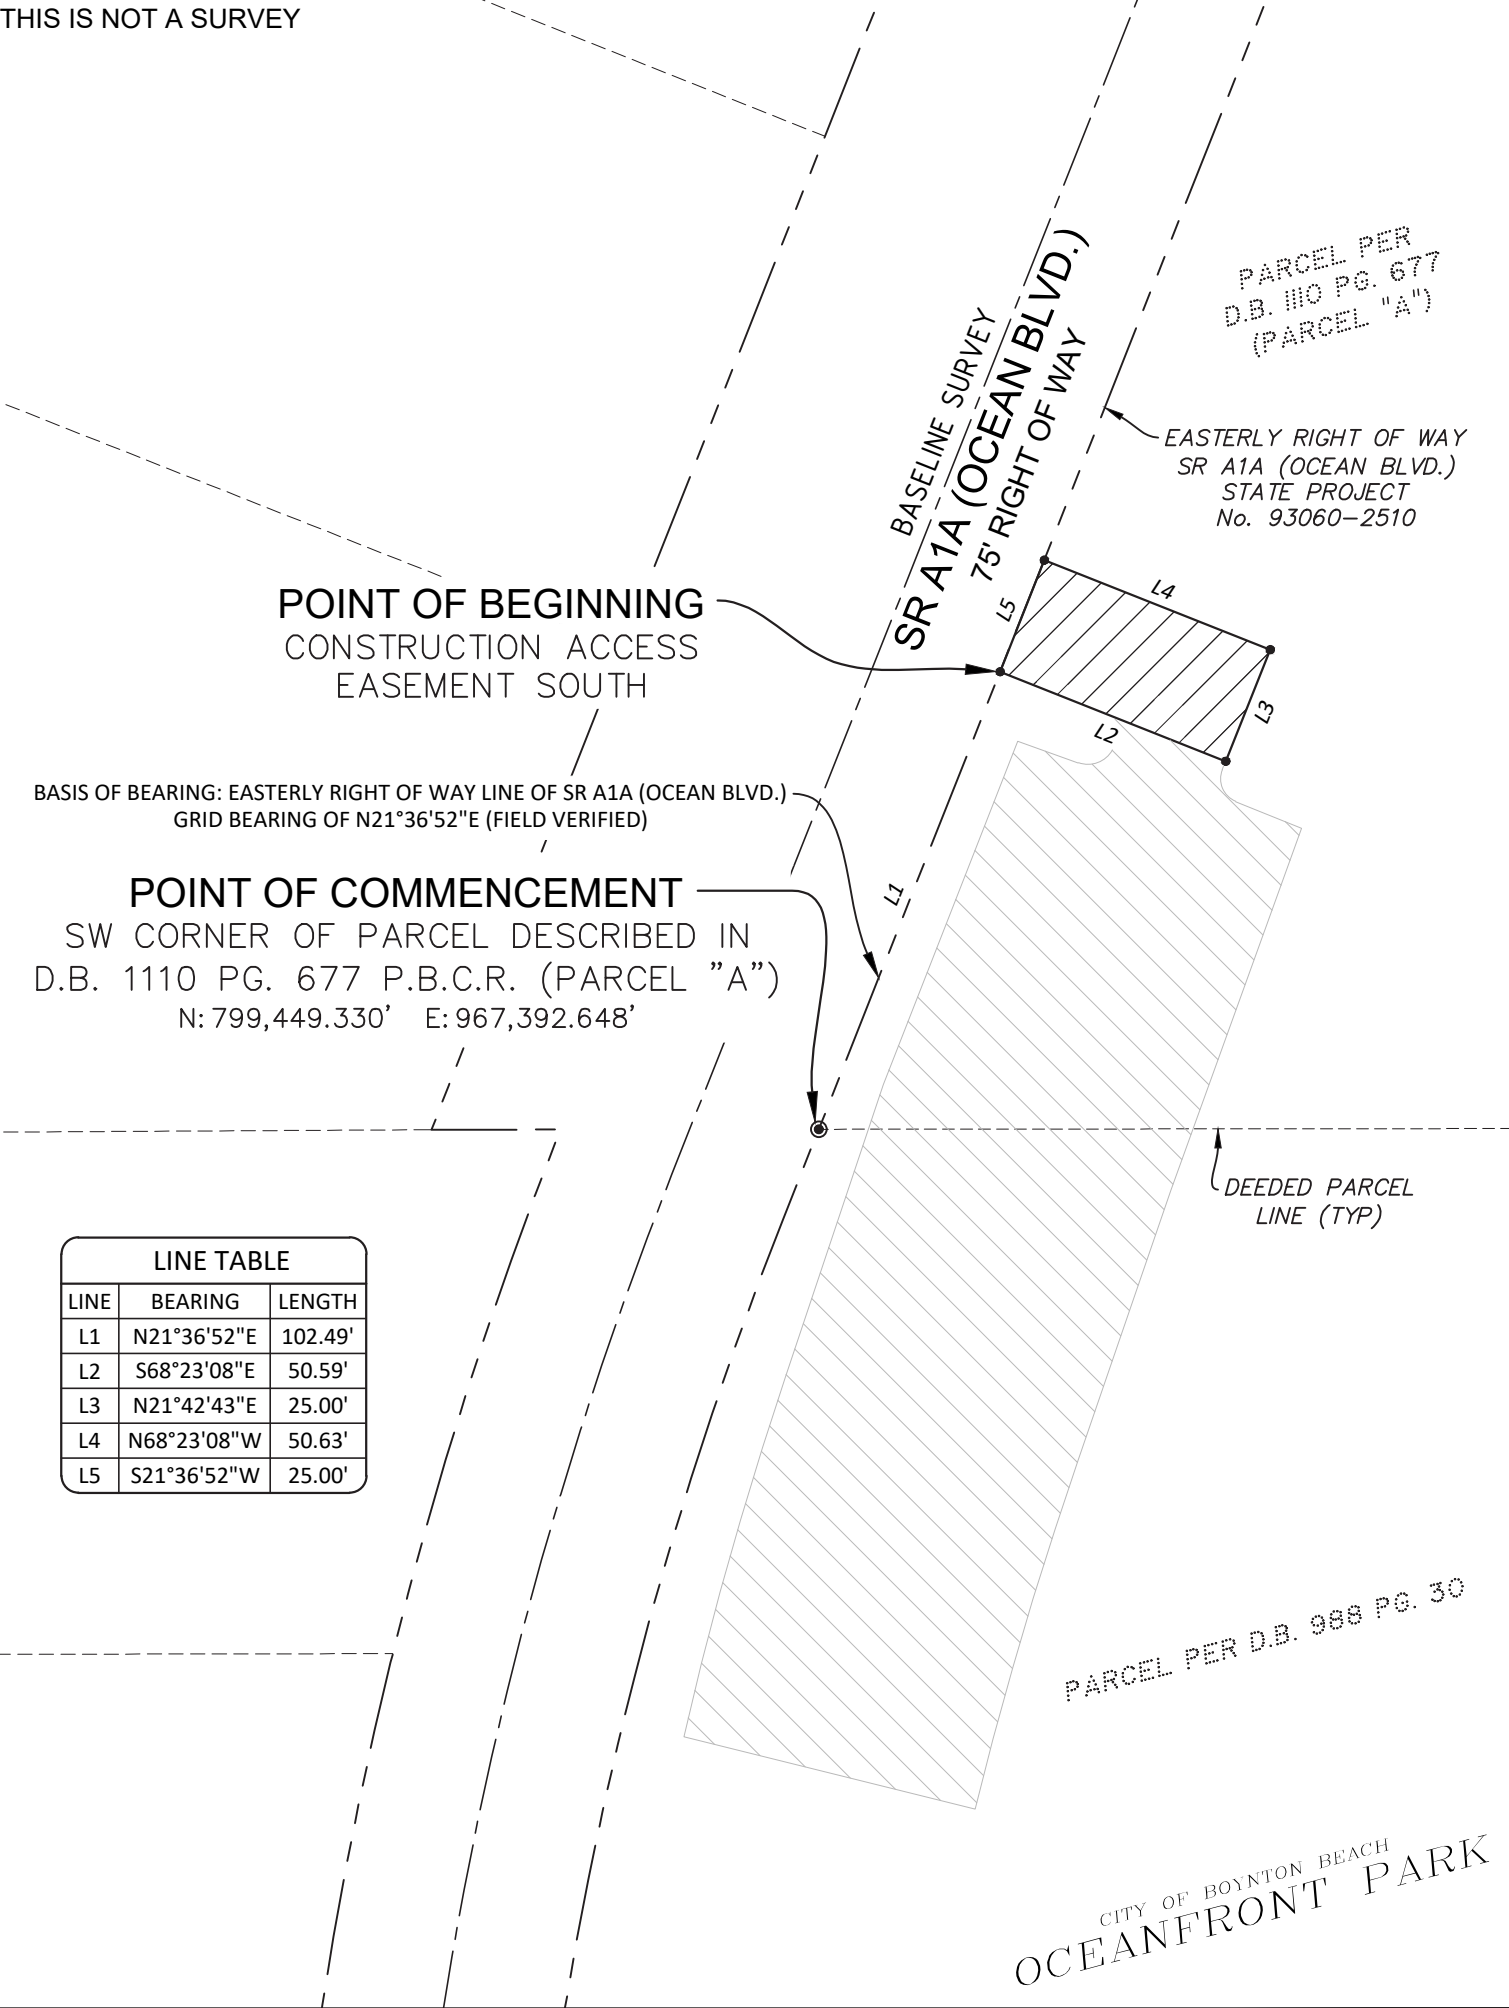 THIS IS NOT A SURVEY
PARCEL PER
D.B. 1110 PG. 677
(PARCEL "A")
BASELINE SURVEY
SR A1A (OCEAN BLVD.)
75' RIGHT OF WAY
EASTERLY RIGHT OF WAY
SR A1A (OCEAN BLVD.)
STATE PROJECT
No. 93060-2510
POINT OF BEGINNING
CONSTRUCTION ACCESS
EASEMENT SOUTH
L5
L4
L3
L2
BASIS OF BEARING: EASTERLY RIGHT OF WAY LINE OF SR A1A (OCEAN BLVD.)
GRID BEARING OF N21°36'52"E (FIELD VERIFIED)
L1
POINT OF COMMENCEMENT
SW CORNER OF PARCEL DESCRIBED IN
D.B. 1110 PG. 677 P.B.C.R. (PARCEL "A")
N: 799,449.330' E: 967,392.648'
DEEDED PARCEL
LINE (TYP)
LINE TABLE
LINE BEARING LENGTH
L1 N21°36'52"E 102.49'
L2 S68°23'08"E 50.59'
L3 N21°42'43"E 25.00'
L4 N68°23'08"W 50.63'
L5 S21°36'52"W 25.00'
PARCEL PER D.B. 988 PG. 30
CITY OF BOYNTON BEACH
OCEANFRONT PARK